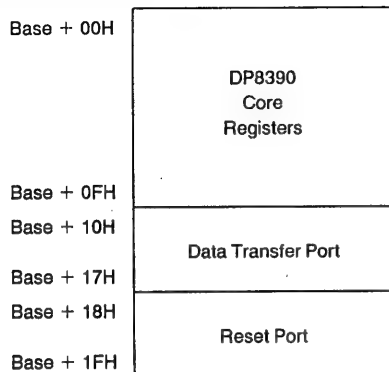 Base + 00H
DP8390
Core
Registers
Base + 0FH
Base + 10H
Data Transfer Port
Base + 17H
Base + 18H
Reset Port
Base + 1FH